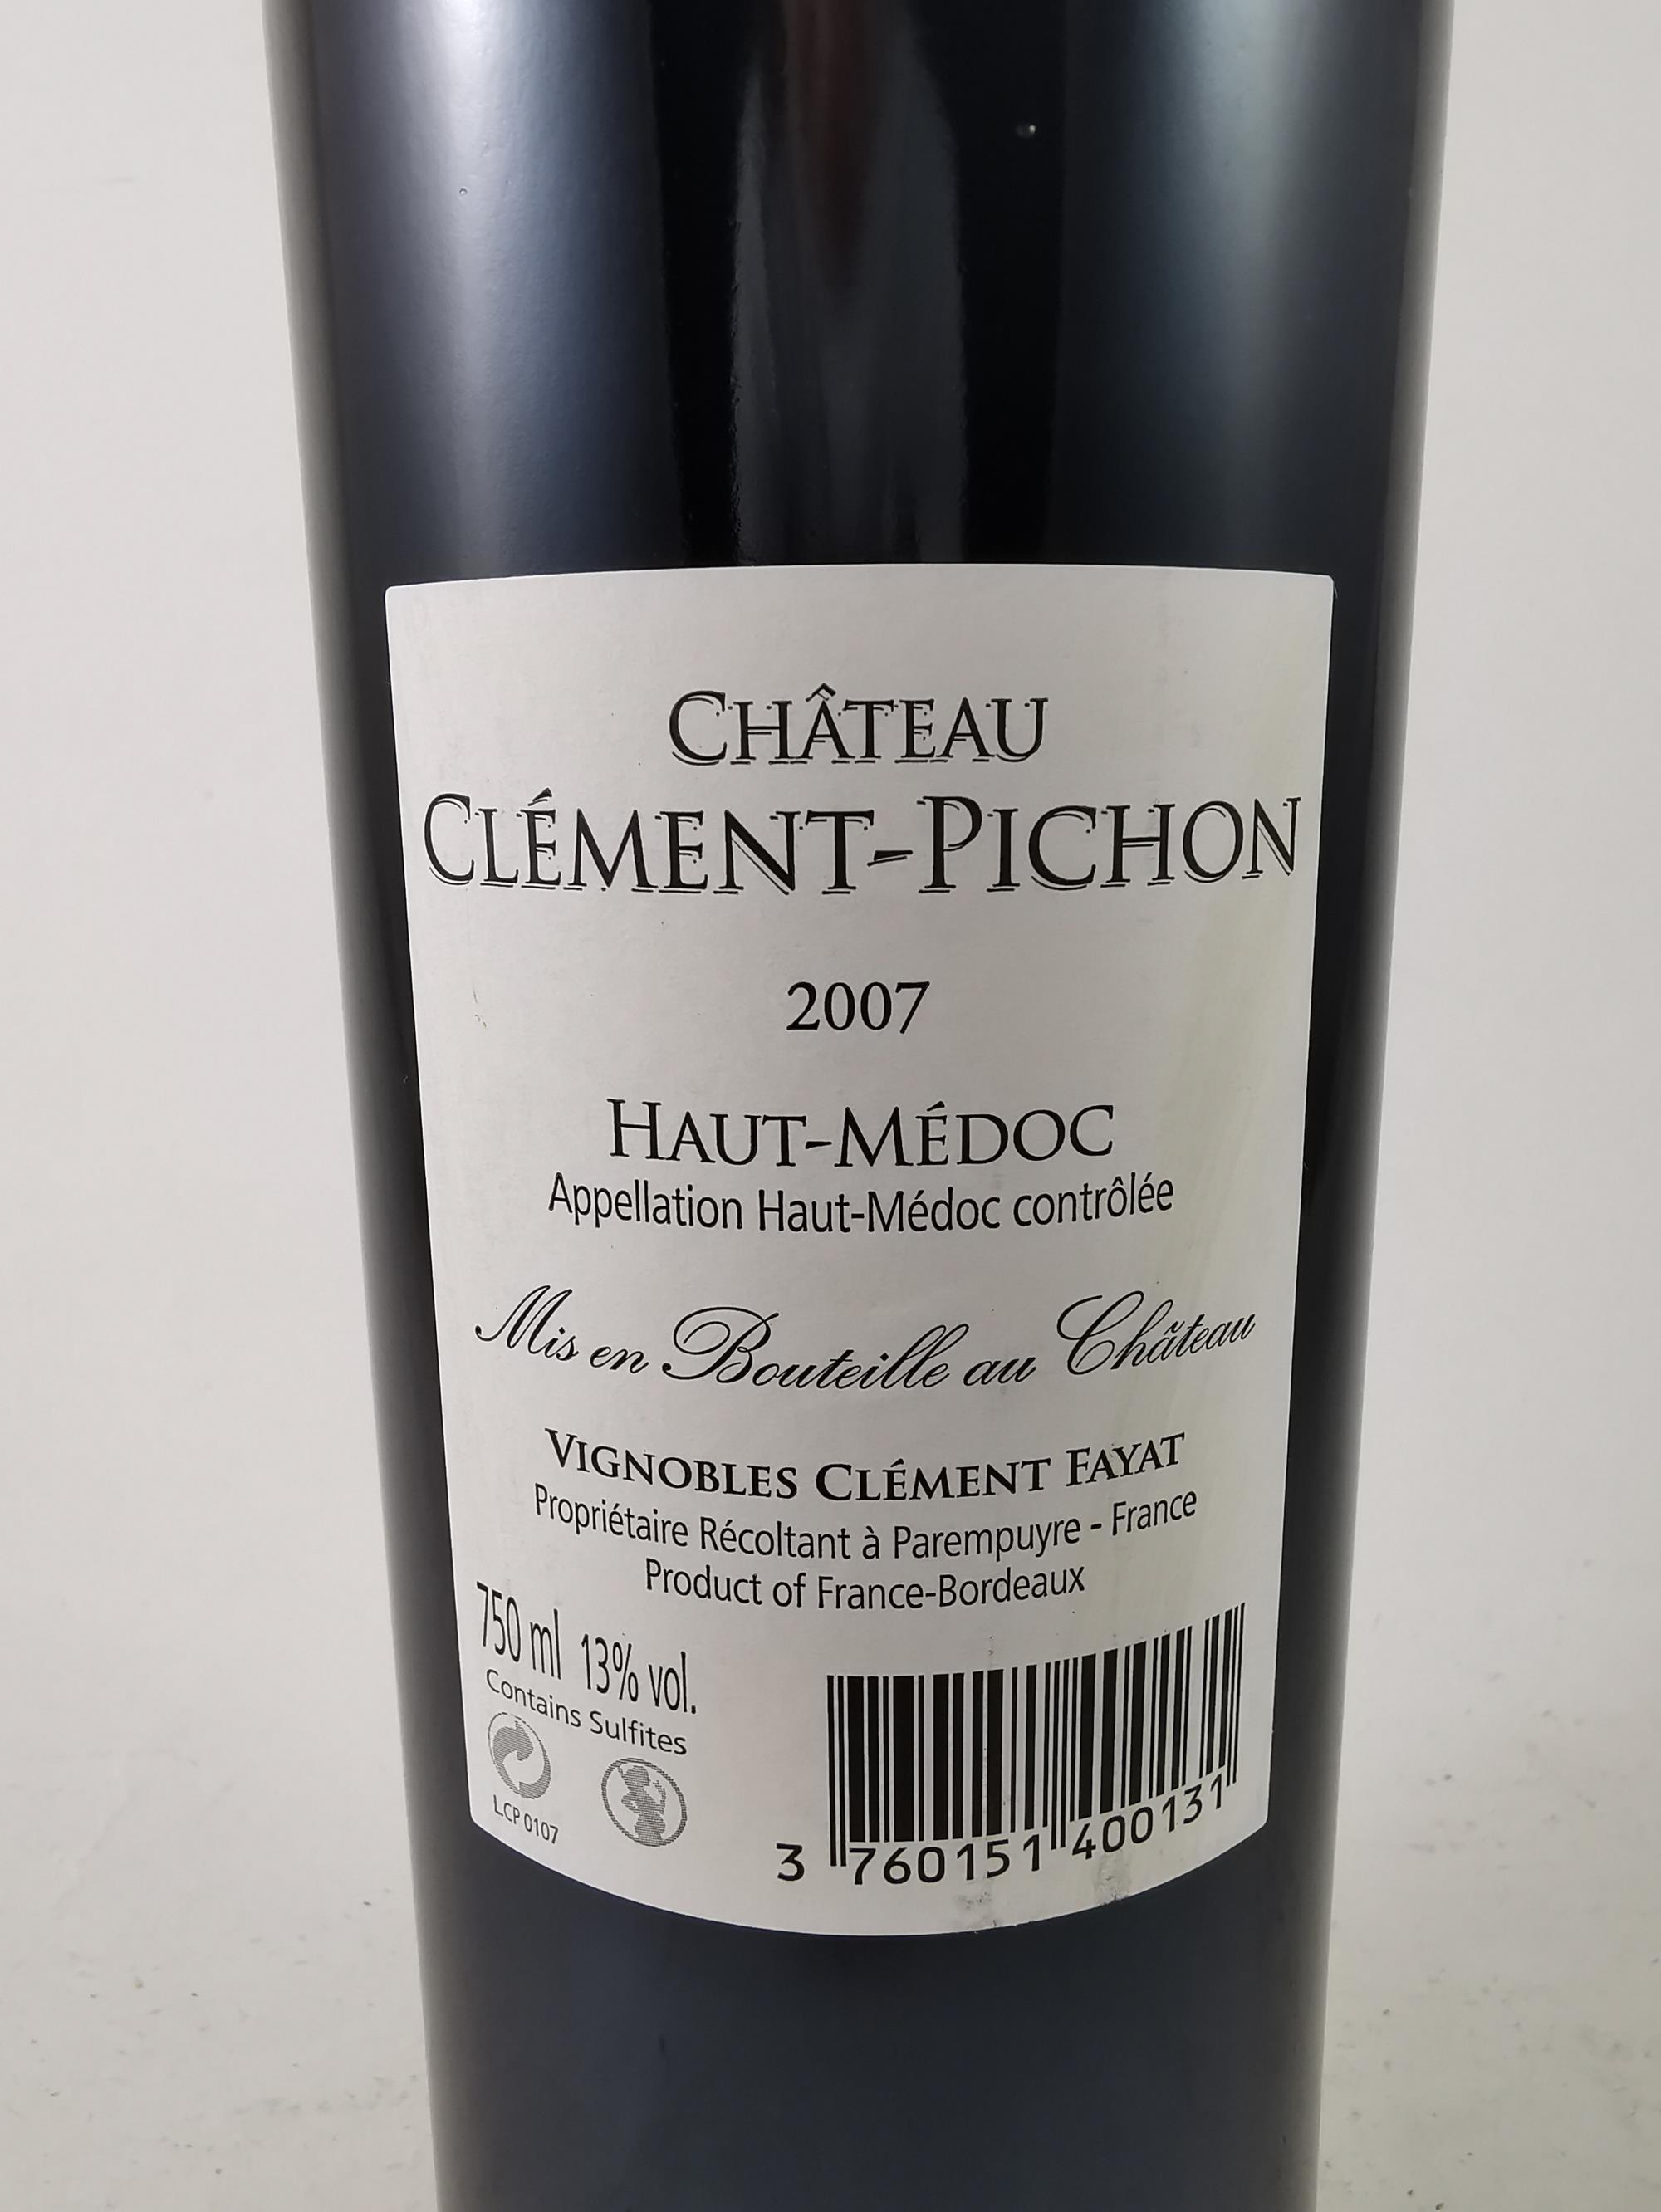 CHÂTEAU
CLÉMENT-PICHON
2007
HAUT-MÉDOC
Appellation Haut-Médoc contrôlée
Mis en Bouteille au Château
VIGNOBLES CLÉMENT FAYAT
Propriétaire Récoltant à Parempuyre - France
Product of France-Bordeaux
750 ml 13% vol.
Contains Sulfites
LCP 0107
3 760151 400131